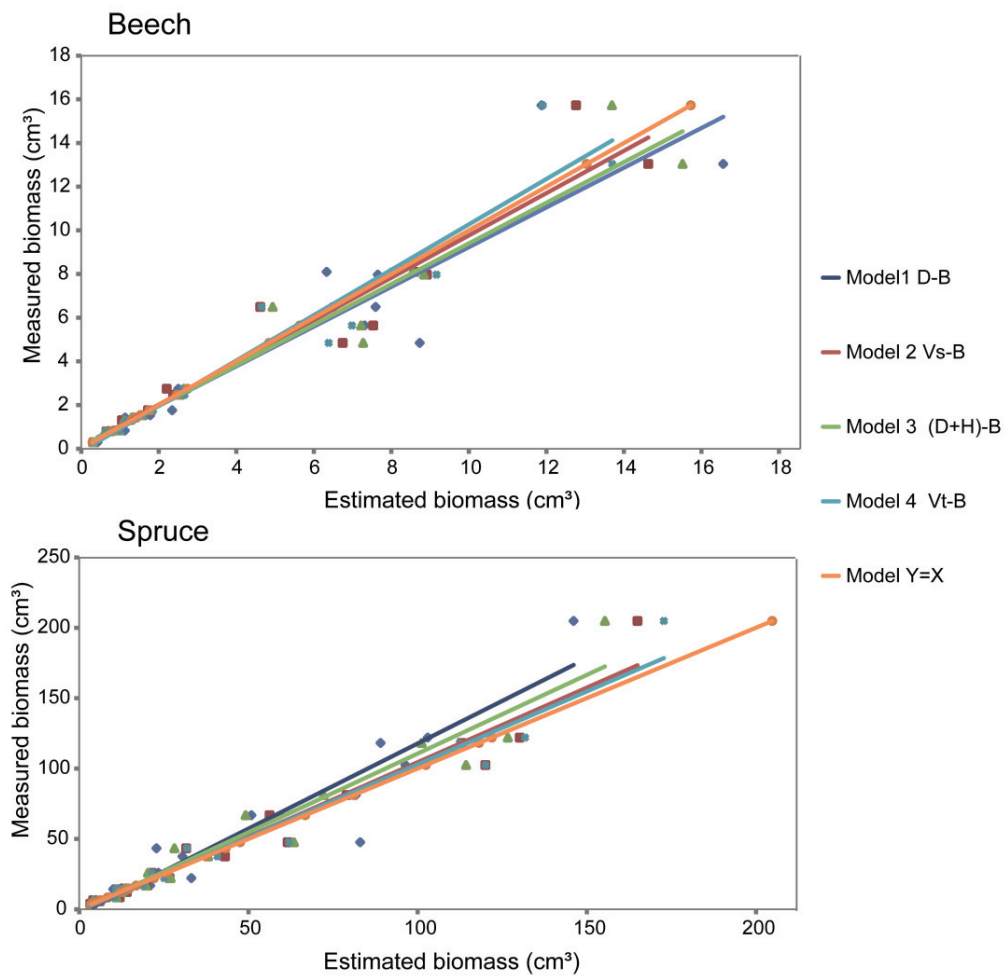 Beech
18
16
14
12
10
8
6
4
2
0
Measured biomass (cm³)
0 2 4 6 8 10 12 14 16 18
Estimated biomass (cm³)
Model1 D-B
Model 2 Vs-B
Model 3 (D+H)-B
Model 4 Vt-B
Model Y=X
Spruce
250
200
150
100
50
0
Measured biomass (cm³)
0 50 100 150 200
Estimated biomass (cm³)